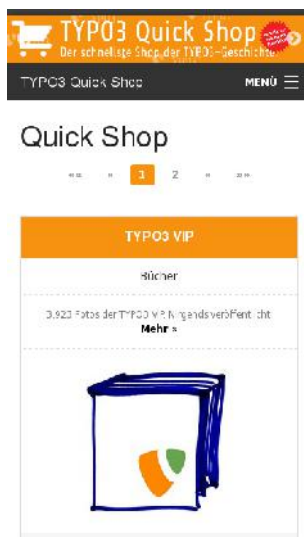 TYPO3 Quick Shop
Der schnellste Shop der TYPO3-Geschichte
TYPO3 Quick Shop
MENÜ
Quick Shop
«« « 1 2 » »»
TYPO3 VIP
Bücher
3.923 Fotos der TYPO3 VIP. Nirgends veröffentlicht
Mehr »